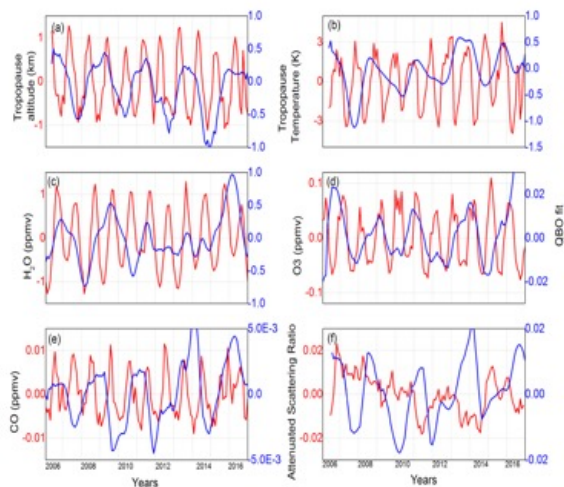 (a)
Tropopause
altitude (km)
1
0
-1
1.0
0.5
0.0
0.5
1.0
(b)
Tropopause
Temperature (K)
3
0
-3
1.0
0.5
0.0
0.5
1.0
(c)
H2O (ppmv)
1
0
-1
1.0
0.5
0.0
0.5
1.0
(d)
O3 (ppmv)
0.1
0.0
-0.1
0.02
0.00
0.02
QBO fit
(e)
CO (ppmv)
0.01
0.00
-0.01
5.0E-3
0.0
5.0E-3
2006 2008 2010 2012 2014 2016
Years
(f)
Attenuated Scattering Ratio
0.02
0.00
-0.02
0.02
0.00
0.02
2006 2008 2010 2012 2014 2016
Years